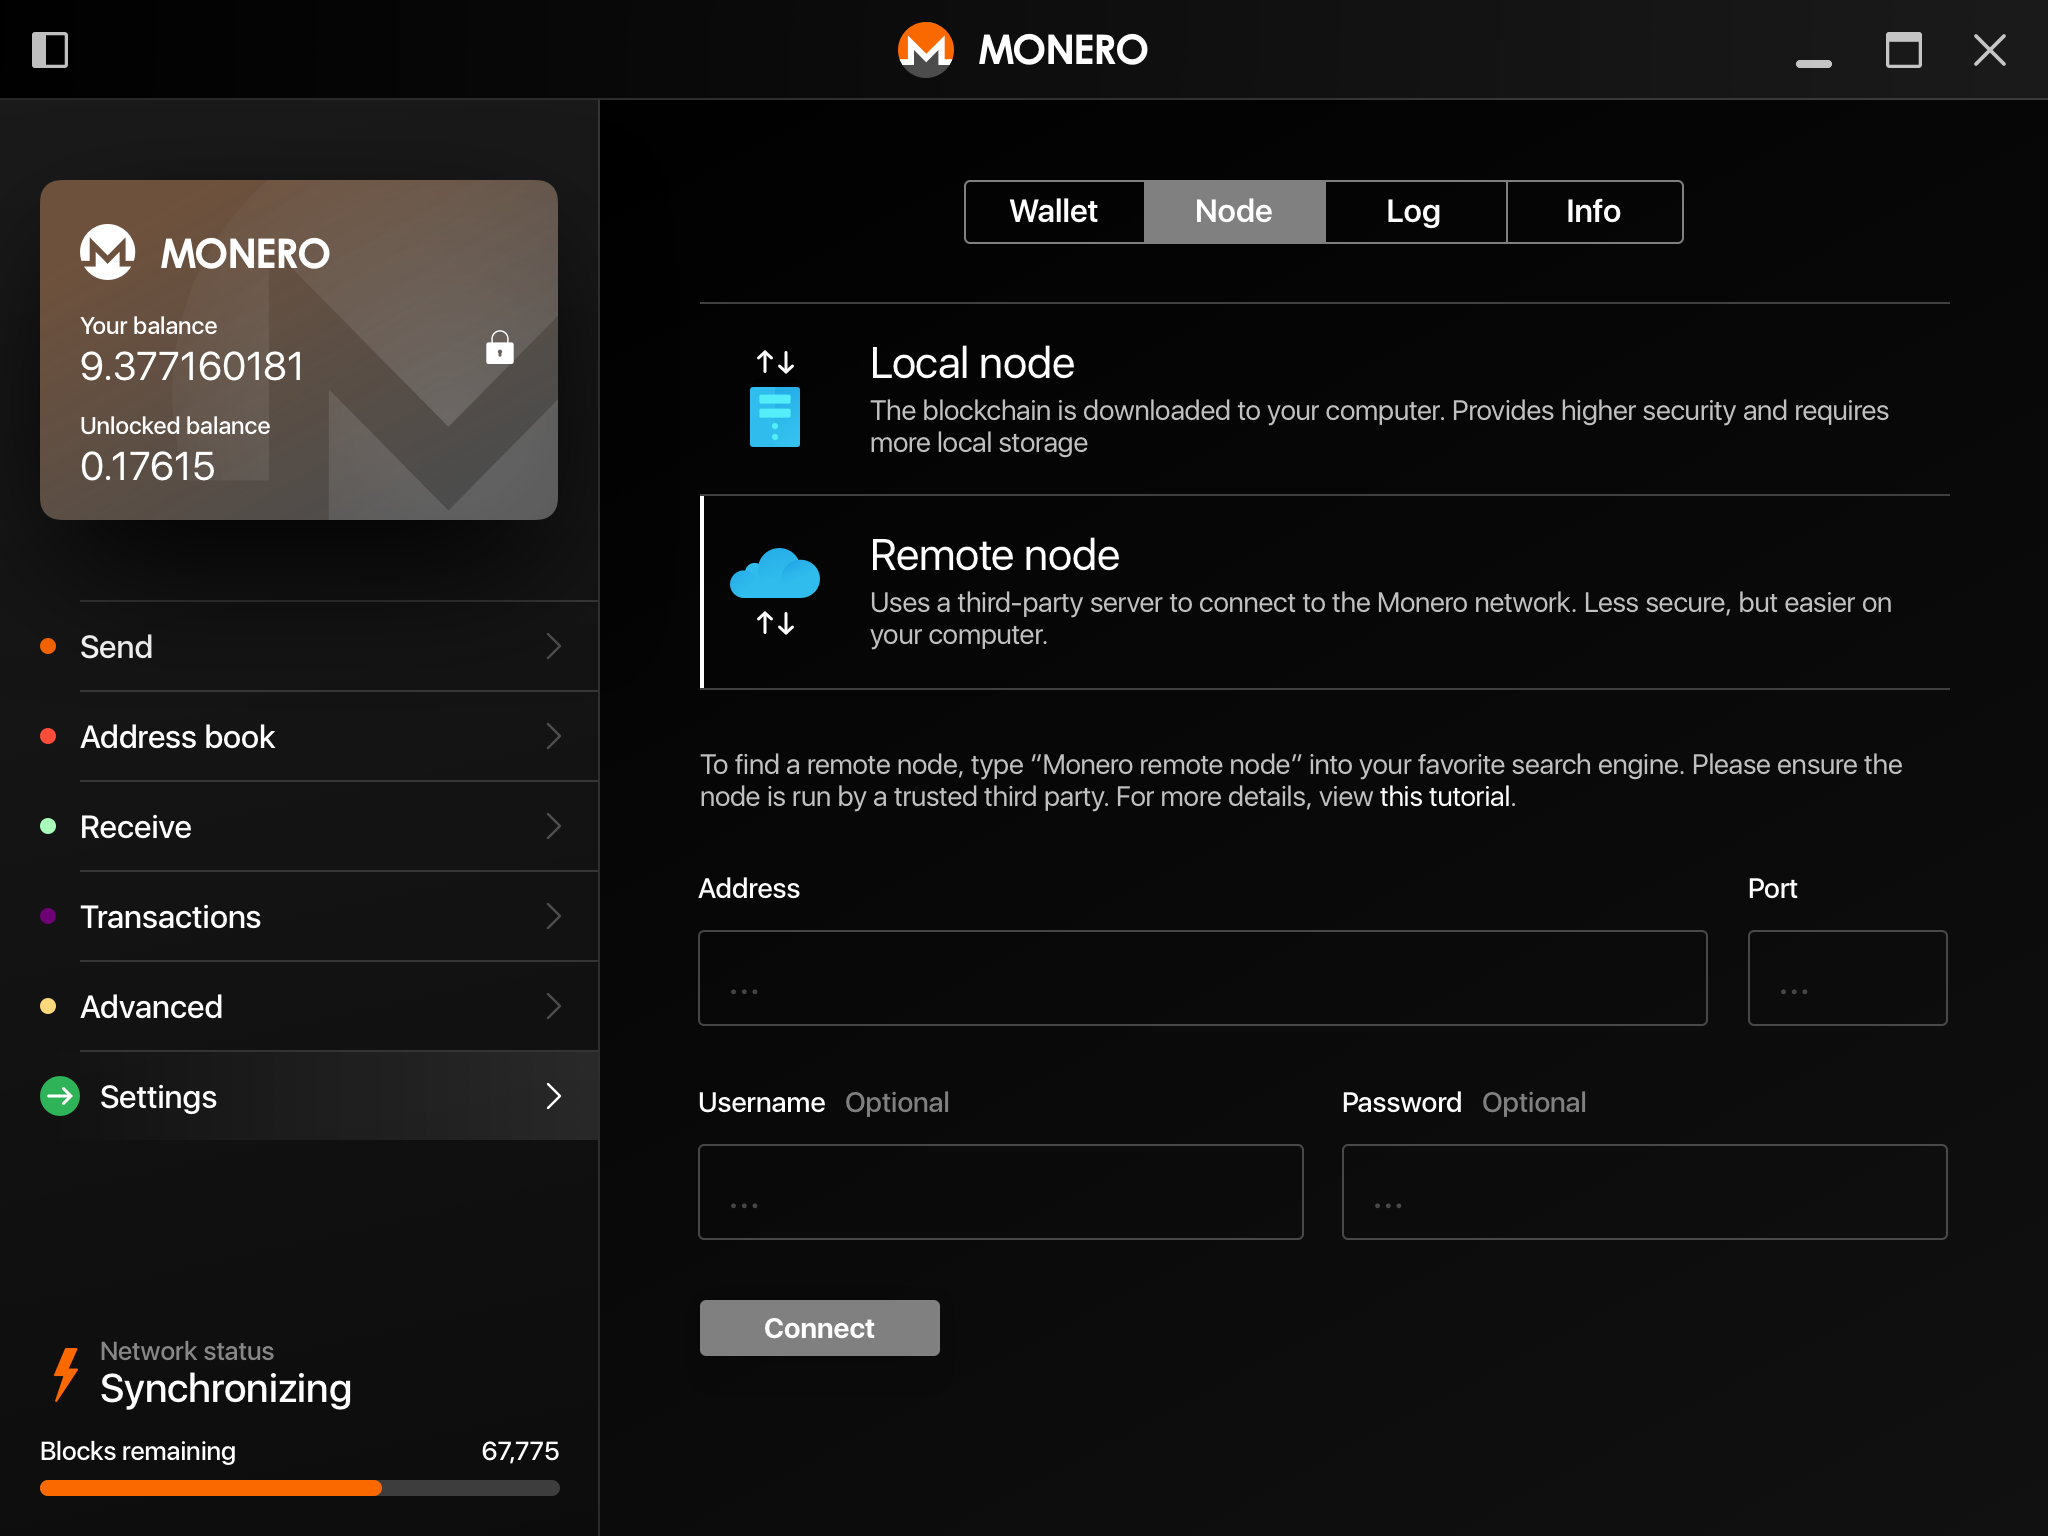 MONERO
MONERO
Your balance
9.377160181
Unlocked balance
0.17615
Send
Address book
Receive
Transactions
Advanced
Settings
Network status
Synchronizing
Blocks remaining 67,775
Wallet Node Log Info
Local node
The blockchain is downloaded to your computer. Provides higher security and requires
more local storage
Remote node
Uses a third-party server to connect to the Monero network. Less secure, but easier on
your computer.
To find a remote node, type “Monero remote node” into your favorite search engine. Please ensure the
node is run by a trusted third party. For more details, view this tutorial.
Address Port
... ...
Username Optional Password Optional
... ...
Connect